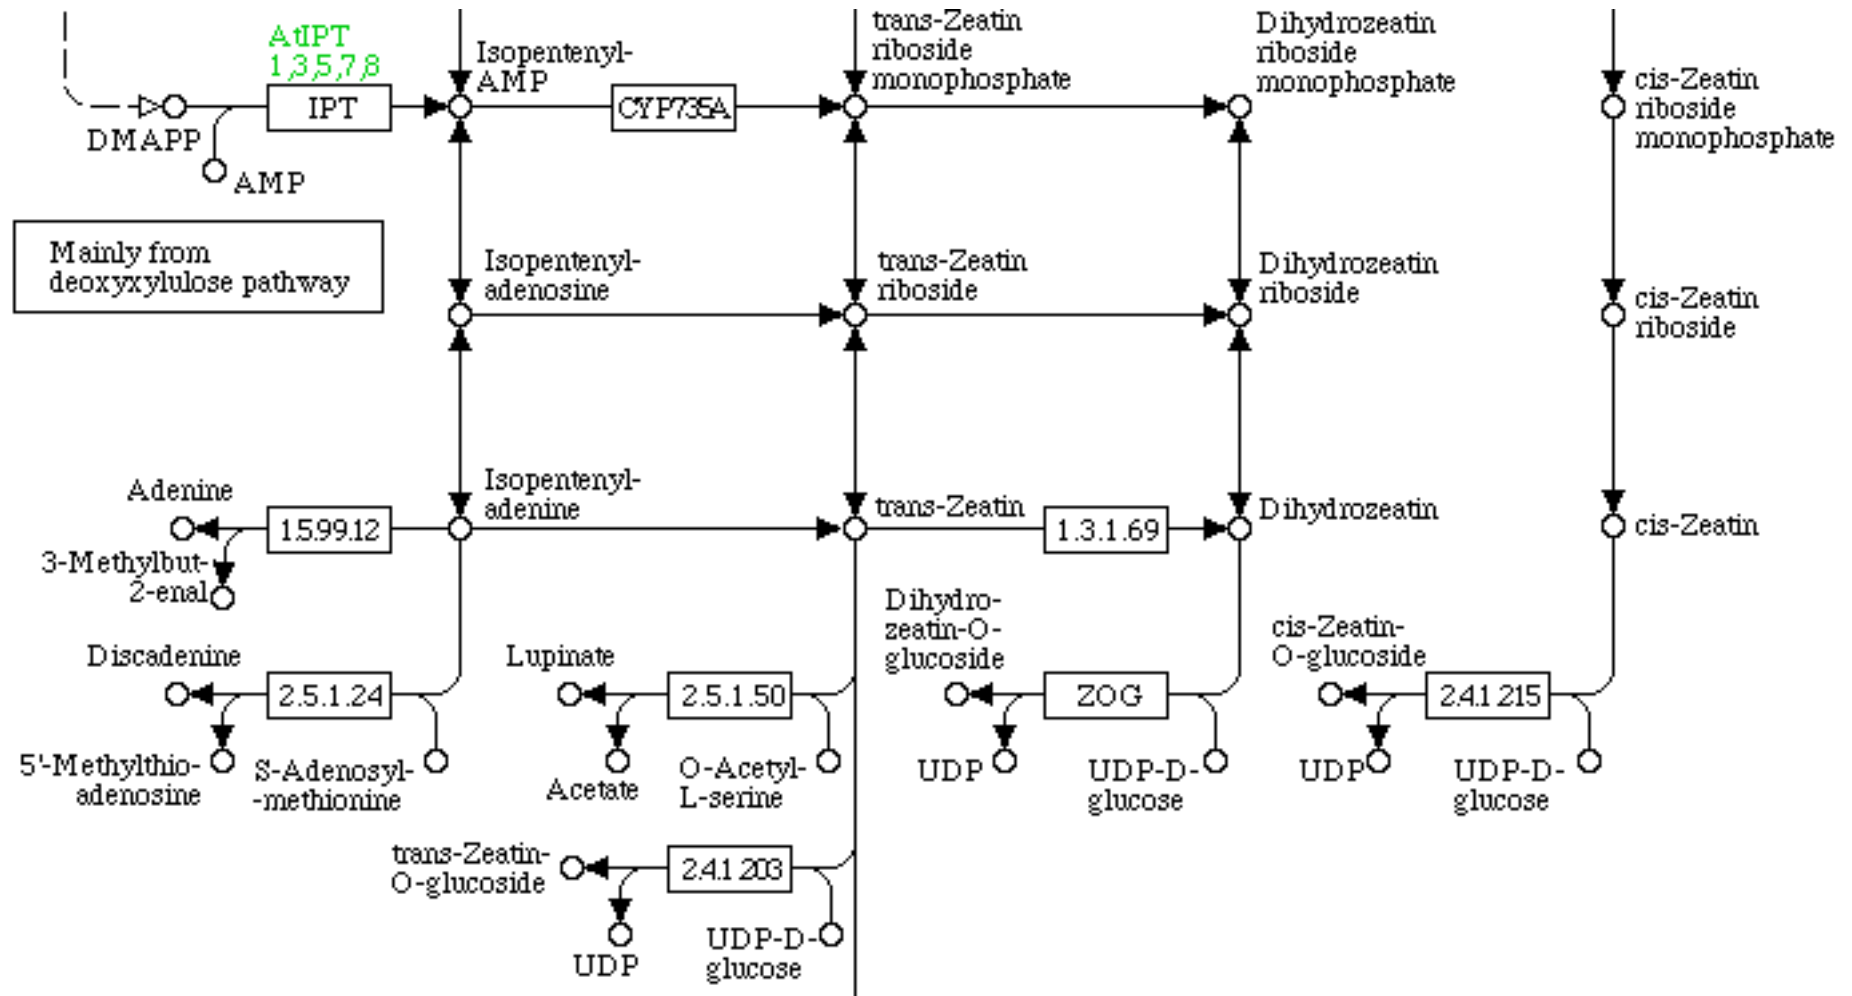 AtIPT
1,3,5,7,8
IPT
DMAPP
AMP
Isopentenyl-
AMP
CYP735A
trans-Zeatin
riboside
monophosphate
Dihydrozeatin
riboside
monophosphate
cis-Zeatin
riboside
monophosphate
Mainly from
deoxyxylulose pathway
Isopentenyl-
adenosine
trans-Zeatin
riboside
Dihydrozeatin
riboside
cis-Zeatin
riboside
Adenine
1.5.99.12
3-Methylbut-
2-enal
Isopentenyl-
adenine
trans-Zeatin
1.3.1.69
Dihydrozeatin
cis-Zeatin
Discadenine
2.5.1.24
5'-Methylthio-
adenosine
S-Adenosyl-
-methionine
Lupinate
2.5.1.50
Acetate
O-Acetyl-
L-serine
Dihydro-
zeatin-O-
glucoside
ZOG
UDP
UDP-D-
glucose
cis-Zeatin-
O-glucoside
2.4.1.215
UDP
UDP-D-
glucose
trans-Zeatin-
O-glucoside
2.4.1.203
UDP
UDP-D-
glucose